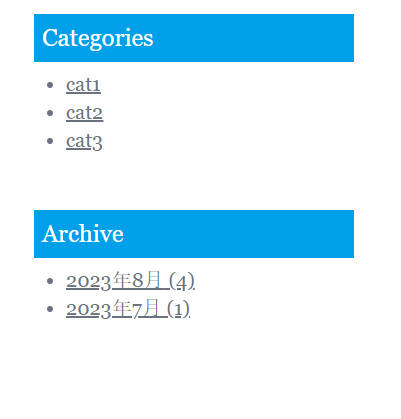 Categories
cat1
cat2
cat3
Archive
2023年8月 (4)
2023年7月 (1)